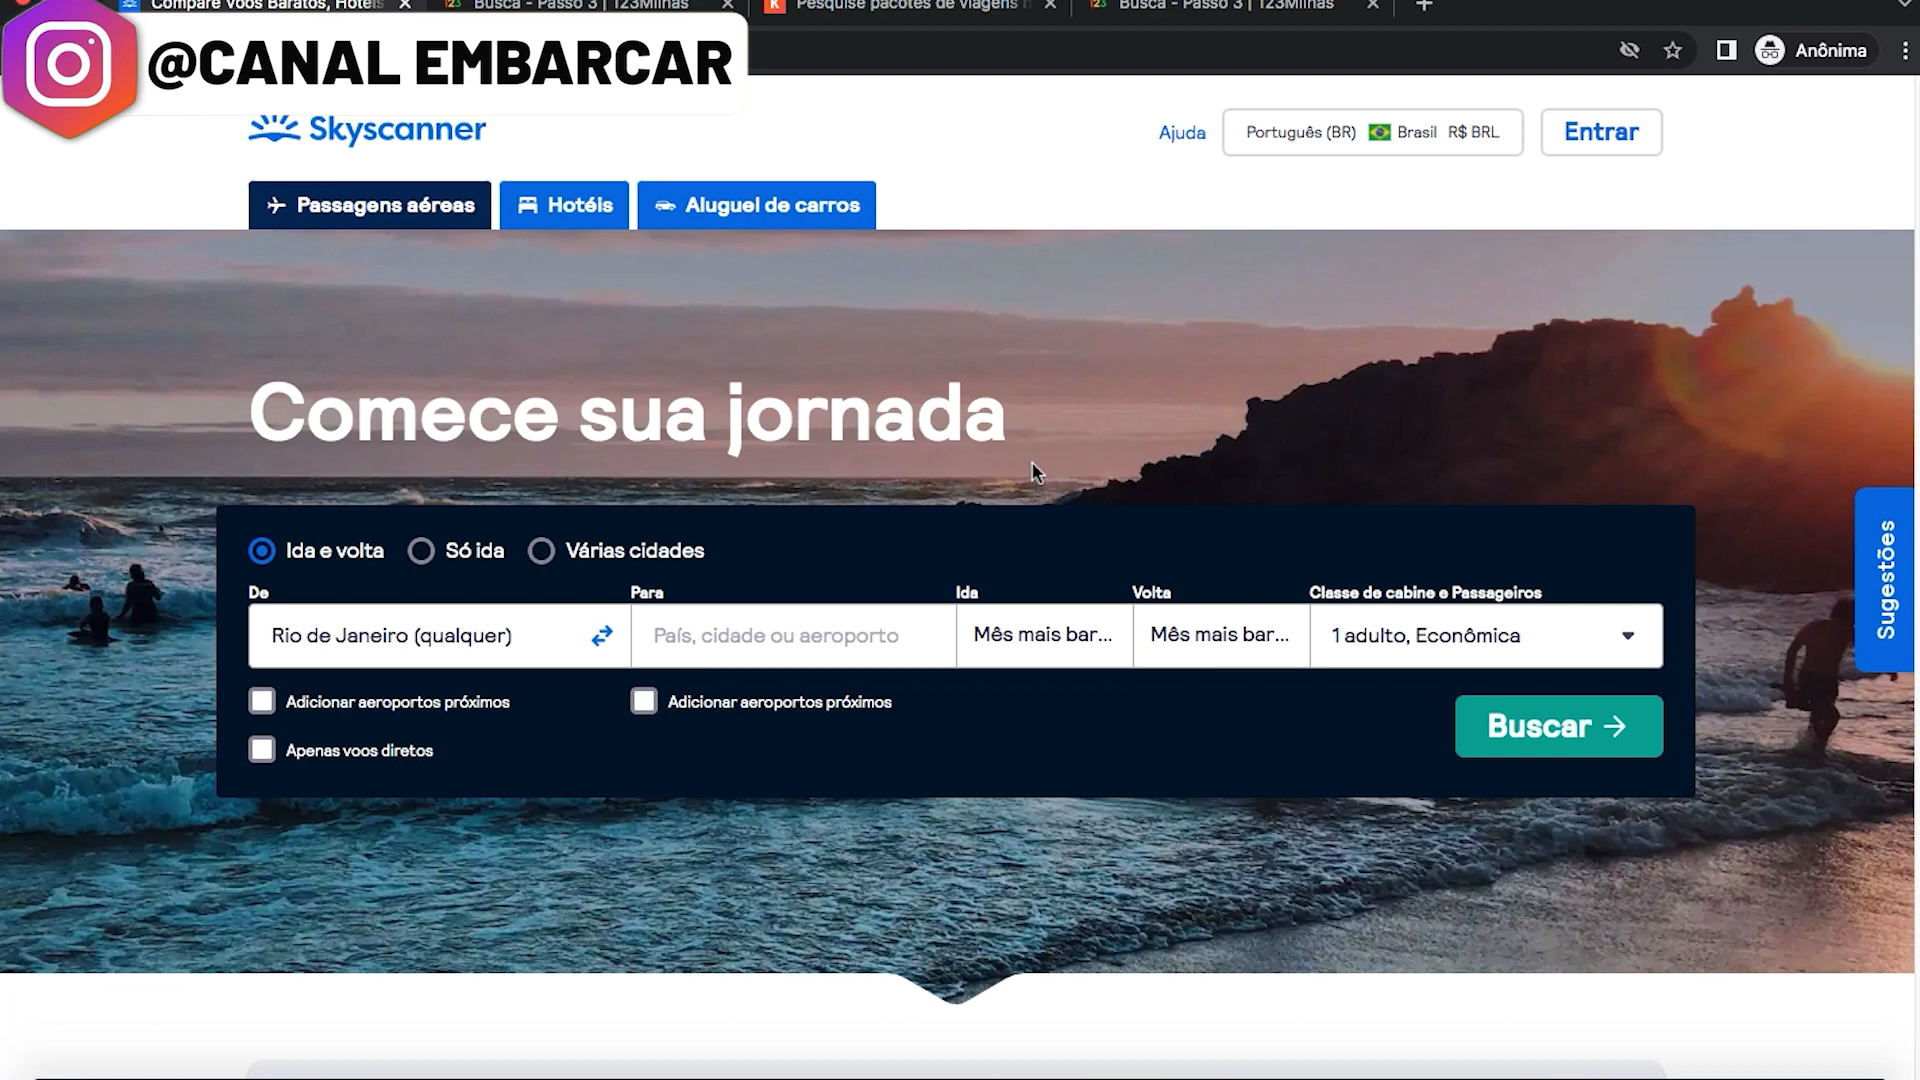 Compare Voos Baratos, Hotéis
Busca - Passo 3 | 123Milhas
Pesquise pacotes de viagens n
Busca - Passo 3 | 123Milhas
@CANAL EMBARCAR
Anônima
Skyscanner
Ajuda
Português (BR) Brasil R$ BRL
Entrar
Passagens aéreas
Hotéis
Aluguel de carros
Comece sua jornada
Ida e volta
Só ida
Várias cidades
De
Para
Ida
Volta
Classe de cabine e Passageiros
Rio de Janeiro (qualquer)
País, cidade ou aeroporto
Mês mais bar...
Mês mais bar...
1 adulto, Econômica
Adicionar aeroportos próximos
Adicionar aeroportos próximos
Apenas voos diretos
Buscar
Sugestões